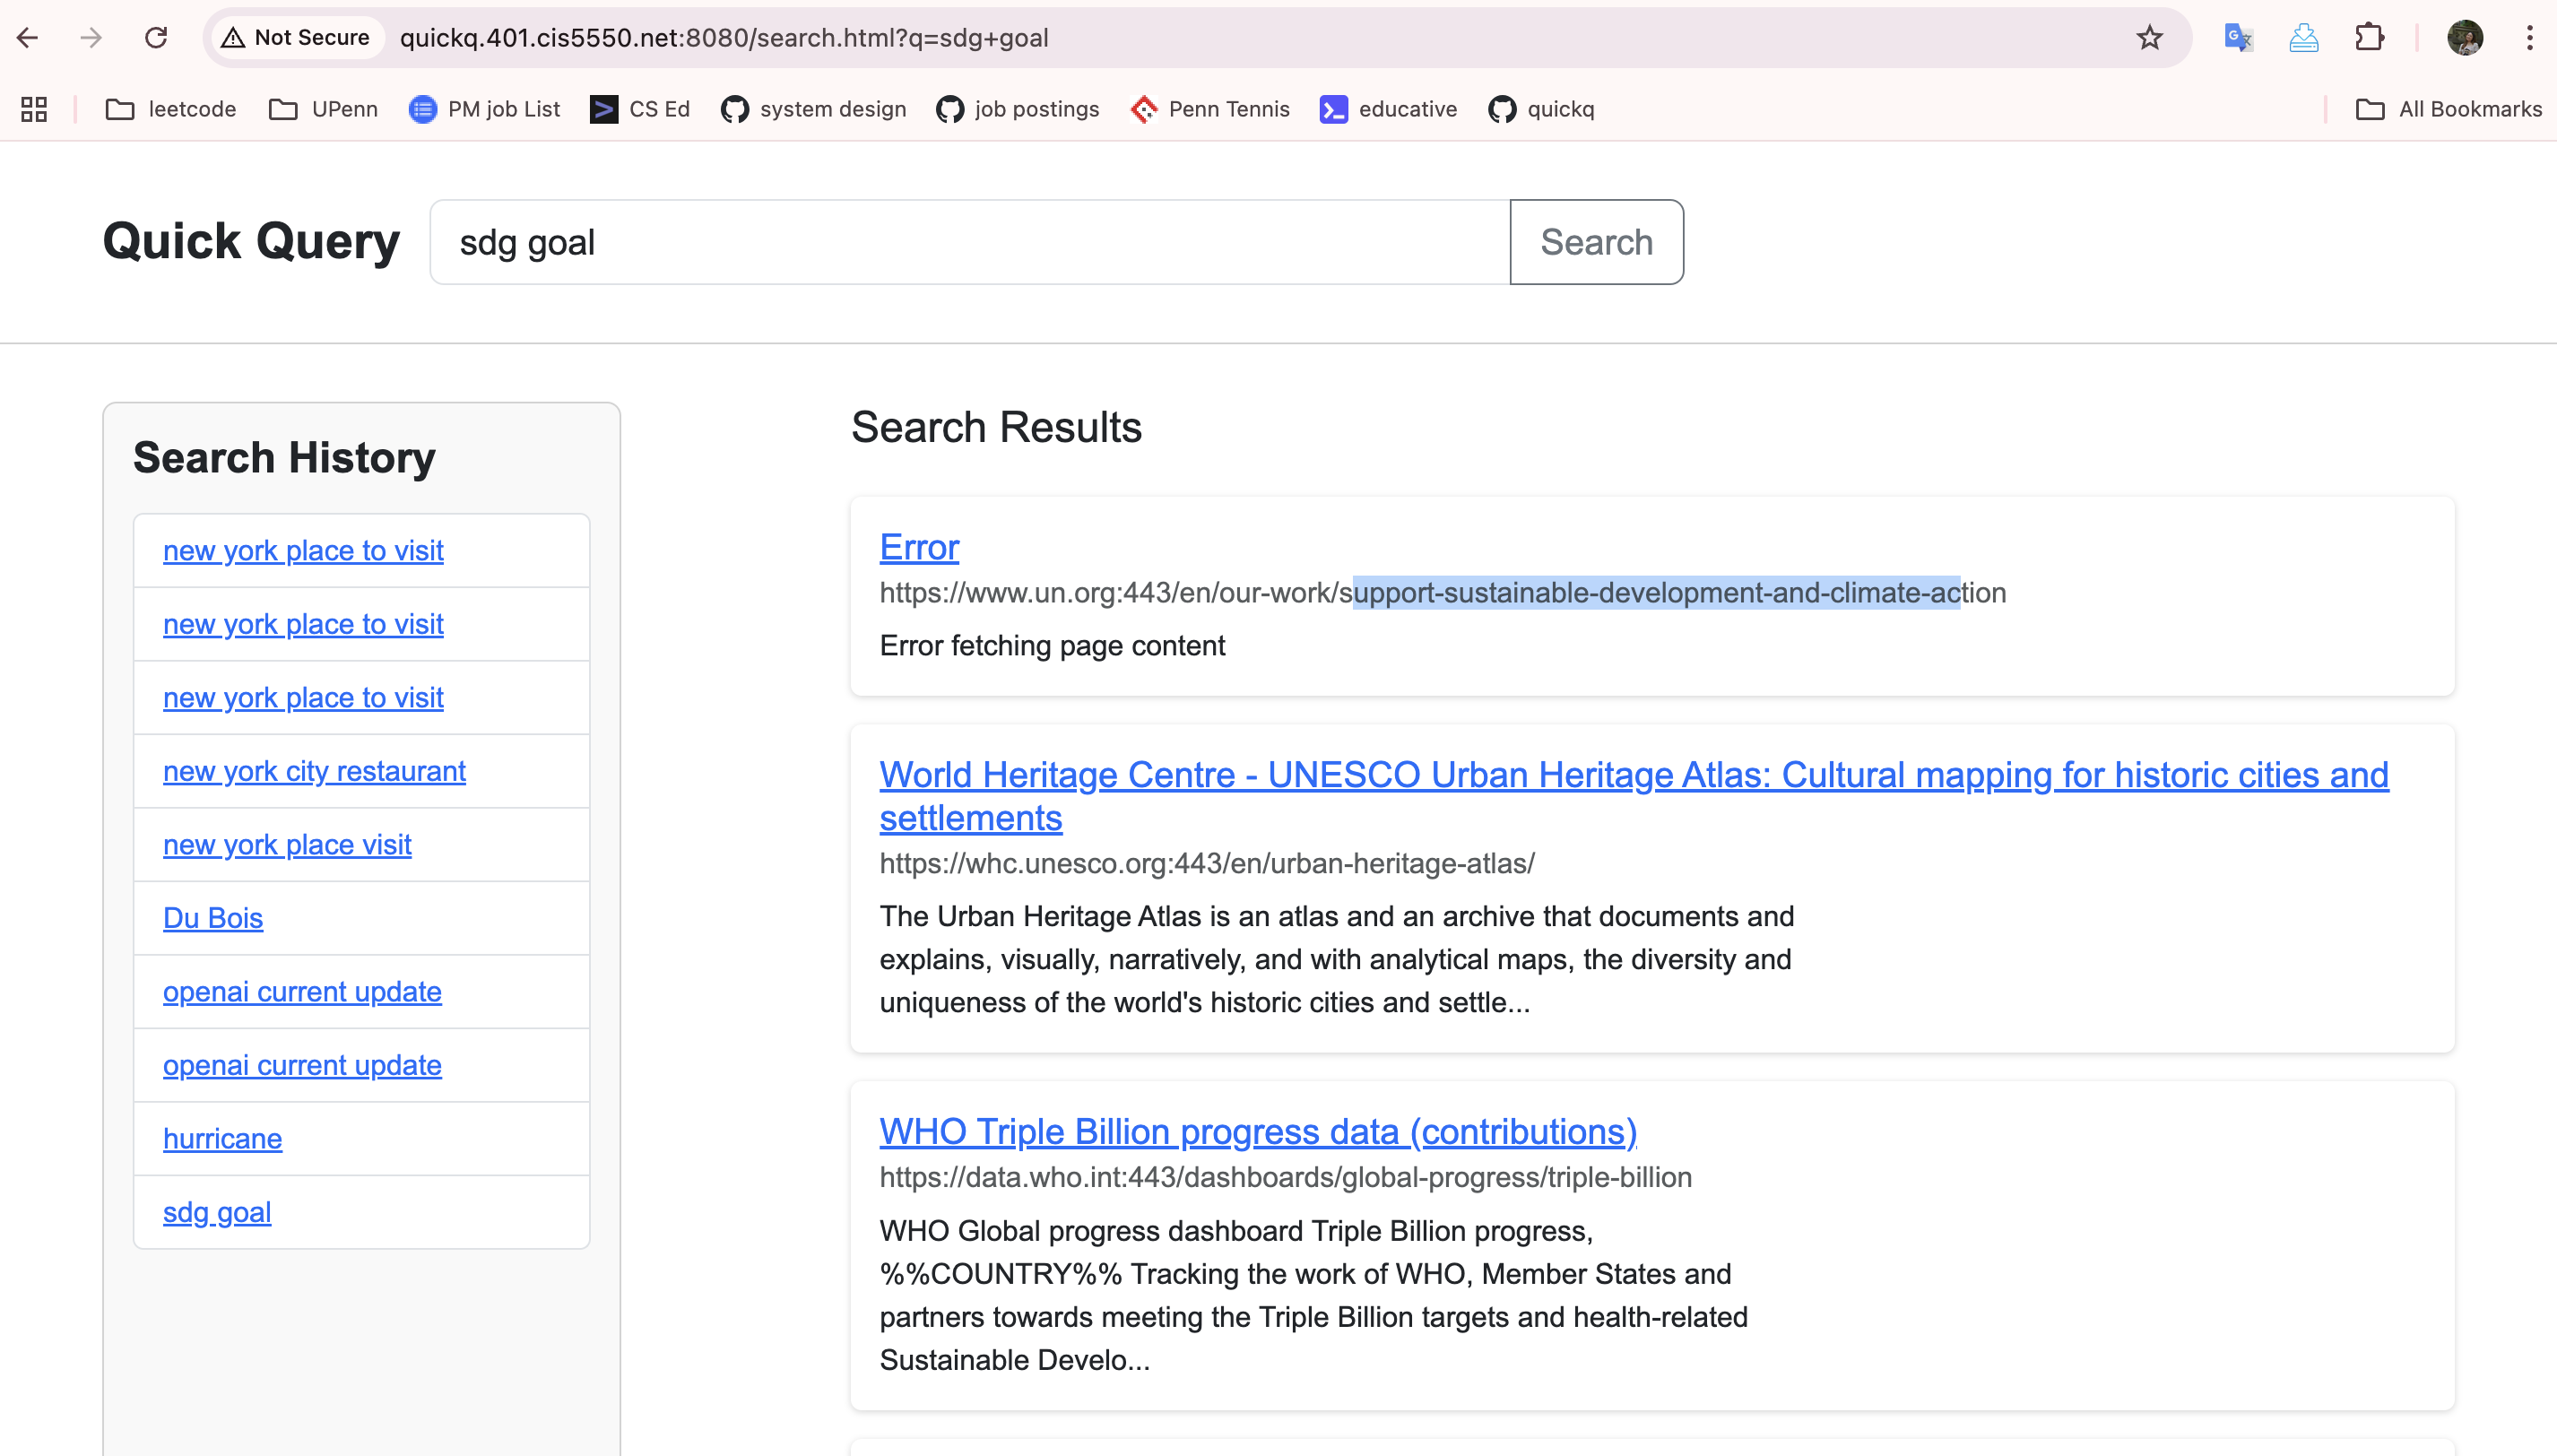 Not Secure quickq.401.cis5550.net:8080/search.html?q=sdg+goal
leetcode UPenn PM job List CS Ed system design job postings Penn Tennis educative quickq All Bookmarks
Quick Query sdg goal Search
Search History
new york place to visit
new york place to visit
new york place to visit
new york city restaurant
new york place visit
Du Bois
openai current update
openai current update
hurricane
sdg goal
Search Results
Error
https://www.un.org:443/en/our-work/support-sustainable-development-and-climate-action
Error fetching page content
World Heritage Centre - UNESCO Urban Heritage Atlas: Cultural mapping for historic cities and
settlements
https://whc.unesco.org:443/en/urban-heritage-atlas/
The Urban Heritage Atlas is an atlas and an archive that documents and
explains, visually, narratively, and with analytical maps, the diversity and
uniqueness of the world's historic cities and settle...
WHO Triple Billion progress data (contributions)
https://data.who.int:443/dashboards/global-progress/triple-billion
WHO Global progress dashboard Triple Billion progress,
%%COUNTRY%% Tracking the work of WHO, Member States and
partners towards meeting the Triple Billion targets and health-related
Sustainable Develo...